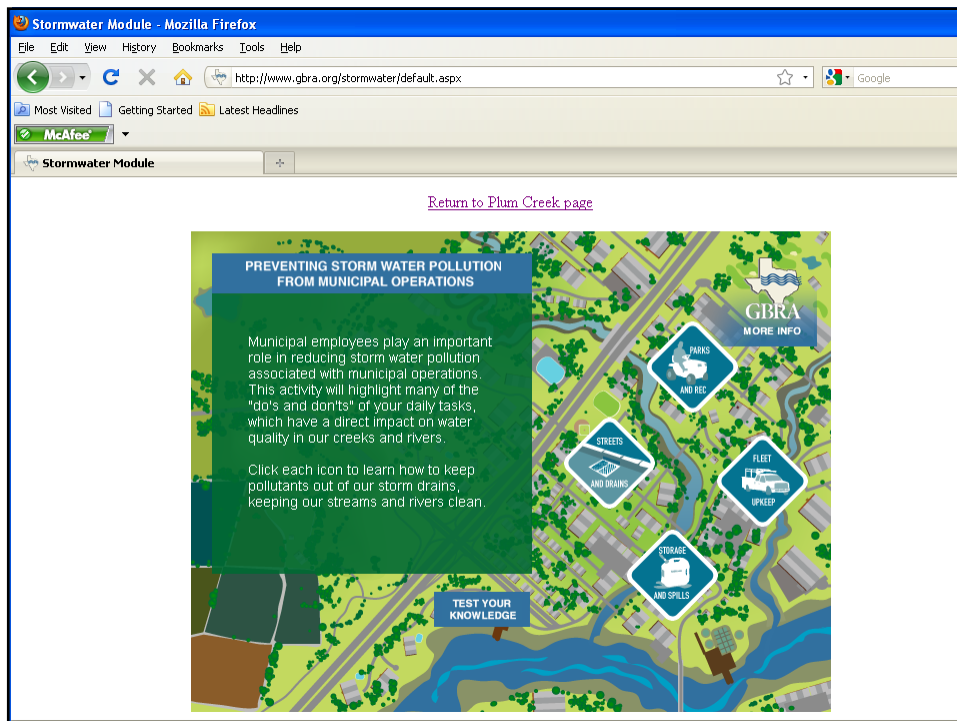 Stormwater Module - Mozilla Firefox
File Edit View History Bookmarks Tools Help
http://www.gbra.org/stormwater/default.aspx
Google
Most Visited Getting Started Latest Headlines
McAfee
Stormwater Module
Return to Plum Creek page
PREVENTING STORM WATER POLLUTION
FROM MUNICIPAL OPERATIONS
Municipal employees play an important
role in reducing storm water pollution
associated with municipal operations.
This activity will highlight many of the
"do's and don'ts" of your daily tasks,
which have a direct impact on water
quality in our creeks and rivers.
Click each icon to learn how to keep
pollutants out of our storm drains,
keeping our streams and rivers clean.
GBRA
MORE INFO
PARKS
AND REC
STREETS
AND DRAINS
FLEET
UPKEEP
STORAGE
AND SPILLS
TEST YOUR
KNOWLEDGE